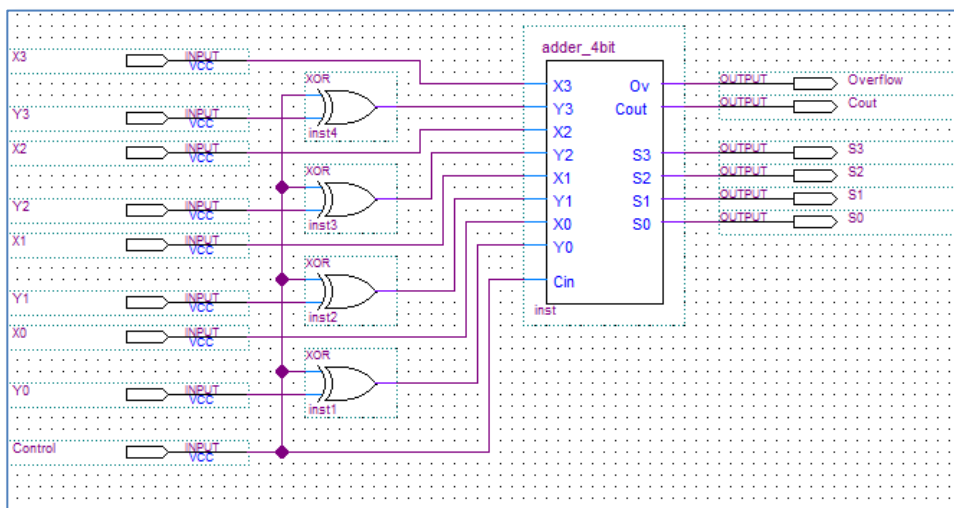 adder_4bit
X3 INPUT VCC
XOR
X3 Ov OUTPUT Overflow
Y3 INPUT VCC
inst4
Y3 Cout OUTPUT Cout
X2 INPUT VCC
X2
XOR
Y2 S3 OUTPUT S3
X1 S2 OUTPUT S2
Y2 INPUT VCC
inst3
Y1 S1 OUTPUT S1
X0 S0 OUTPUT S0
X1 INPUT VCC
Y0
XOR
Cin
Y1 INPUT VCC
inst2
inst
X0 INPUT VCC
XOR
Y0 INPUT VCC
inst1
Control INPUT VCC